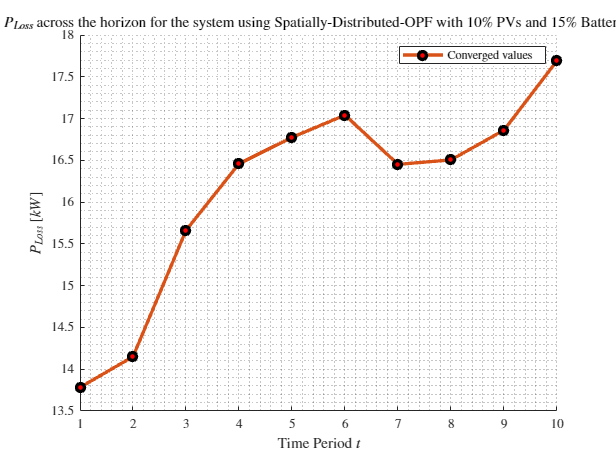 P_Loss across the horizon for the system using Spatially-Distributed-OPF with 10% PVs and 15% Batter
Converged values
18
17.5
17
16.5
16
15.5
15
14.5
14
13.5
P_Loss [kW]
1 2 3 4 5 6 7 8 9 10
Time Period t